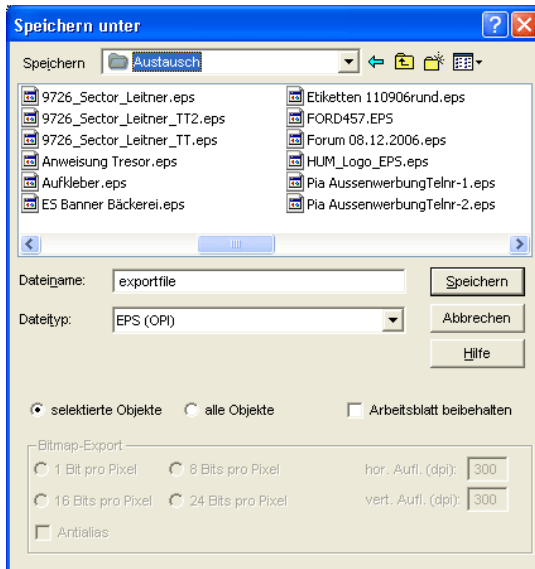 Speichern unter
Speichern Austausch
9726_Sector_Leitner.eps
9726_Sector_Leitner_TT2.eps
9726_Sector_Leitner_TT.eps
Anweisung Tresor.eps
Aufkleber.eps
ES Banner Bäckerei.eps
Etiketten 110906rund.eps
FORD457.EPS
Forum 08.12.2006.eps
HUM_Logo_EPS.eps
Pia AussenwerbungTelnr-1.eps
Pia AussenwerbungTelnr-2.eps
Dateiname: exportfile Speichern
Dateityp: EPS (OPI) Abbrechen
Hilfe
selektierte Objekte alle Objekte Arbeitsblatt beibehalten
Bitmap-Export
1 Bit pro Pixel 8 Bits pro Pixel hor. Aufl. (dpi): 300
16 Bits pro Pixel 24 Bits pro Pixel vert. Aufl. (dpi): 300
Antialias